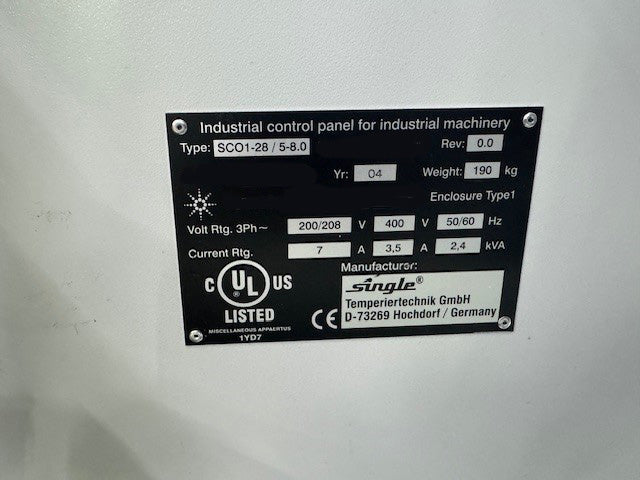 Industrial control panel for industrial machinery
Type: SCO1-28 / 5-8.0 Rev: 0.0
Yr: 04 Weight: 190 kg
Enclosure Type1
Volt Rtg. 3Ph~ 200/208 V 400 V 50/60 Hz
Current Rtg. 7 A 3,5 A 2,4 kVA
Manufacturer:
single®
Temperiertechnik GmbH
D-73269 Hochdorf / Germany
C UL® US
LISTED
MISCELLANEOUS APPAERTUS
1YD7
CE